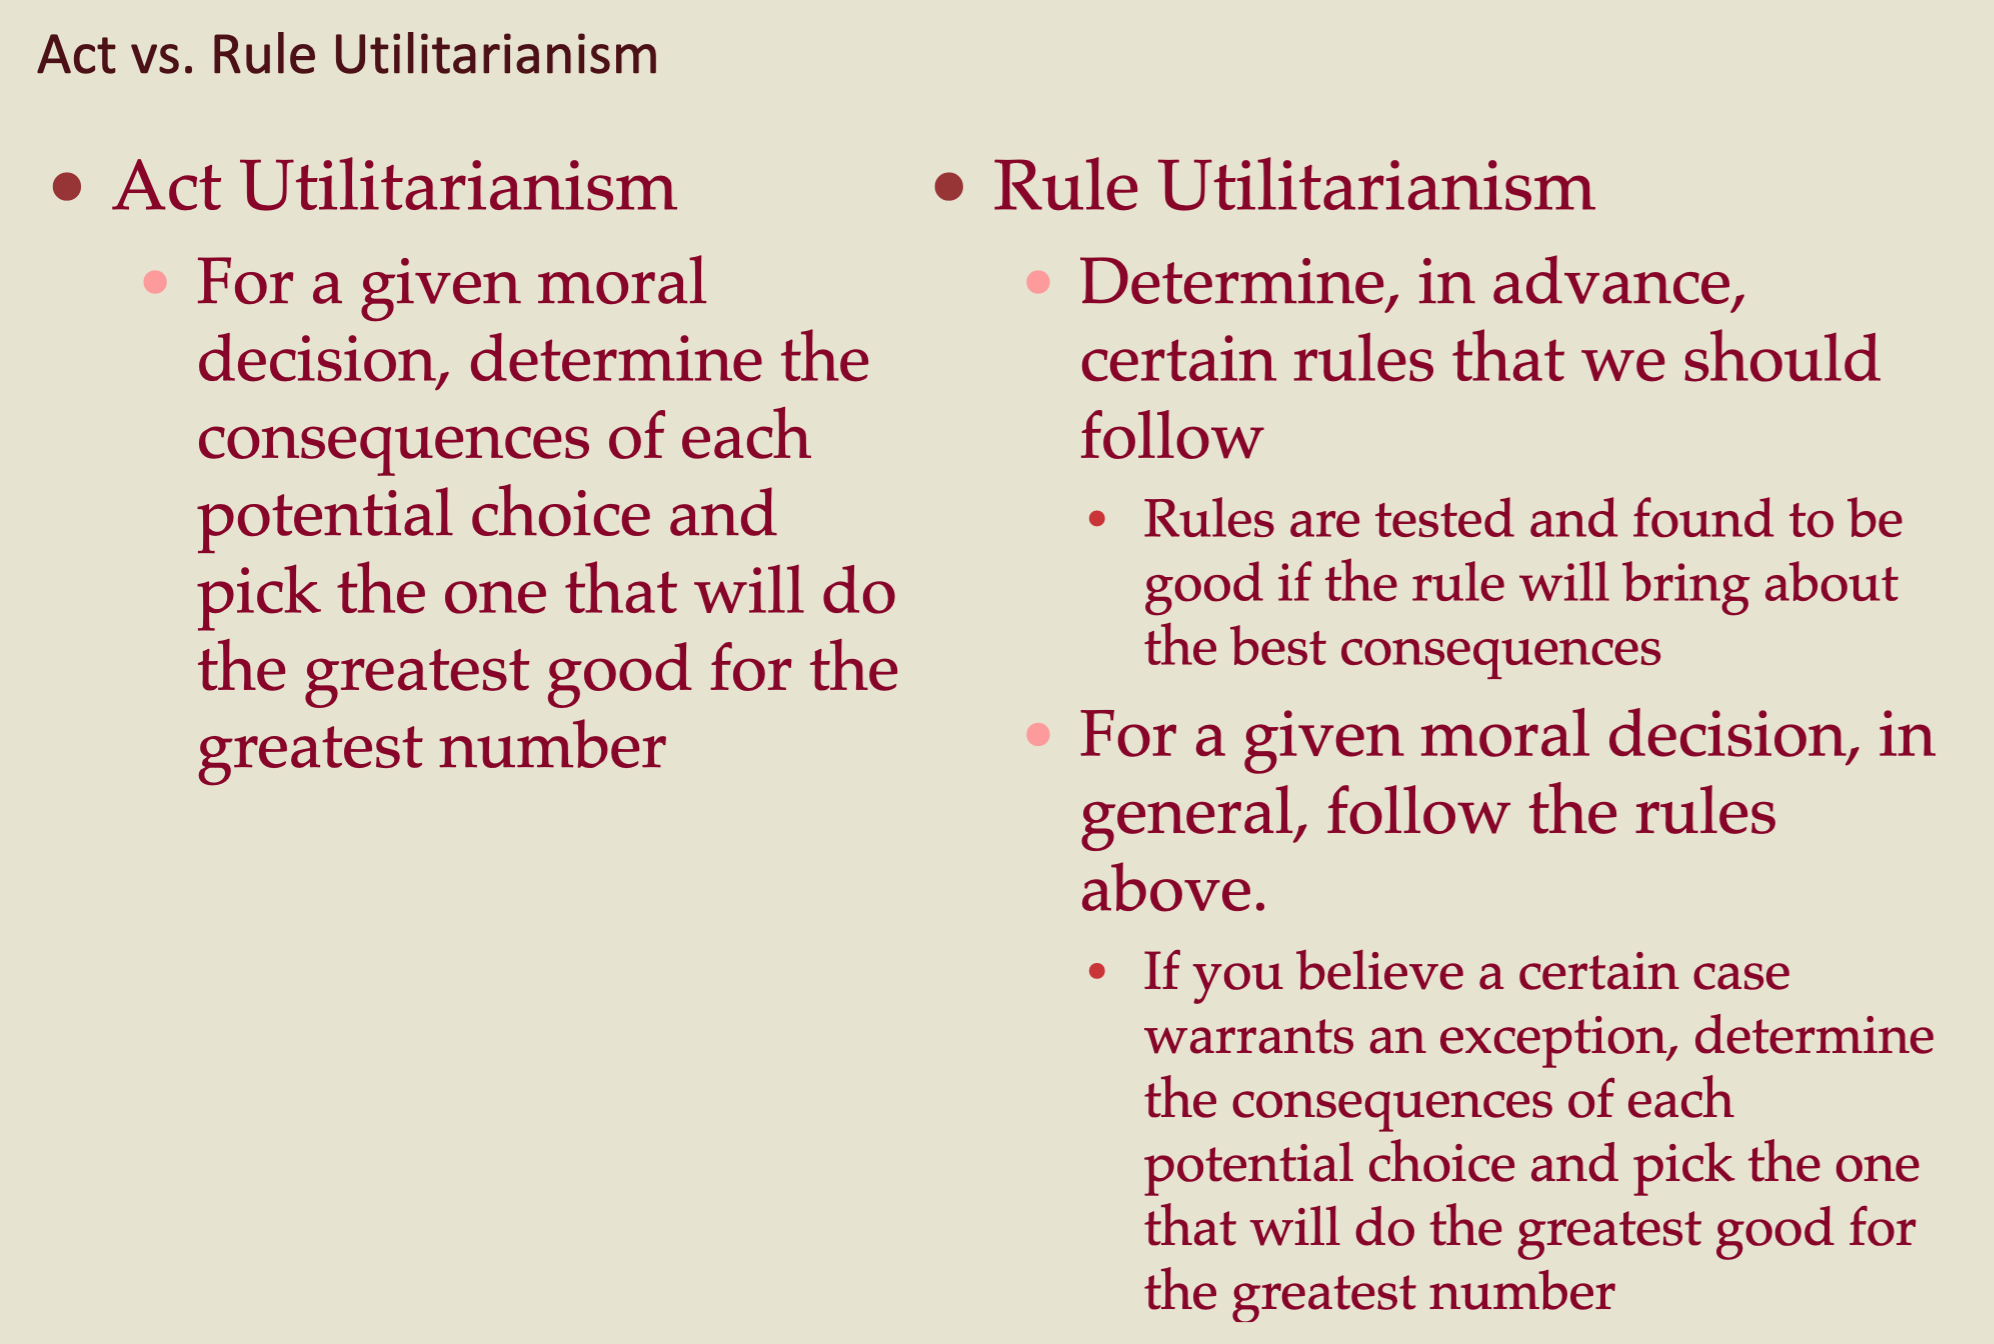 Act vs. Rule Utilitarianism
• Act Utilitarianism
• For a given moral
decision, determine the
consequences of each
potential choice and
pick the one that will do
the greatest good for the
greatest number
• Rule Utilitarianism
• Determine, in advance,
certain rules that we should
follow
• Rules are tested and found to be
good if the rule will bring about
the best consequences
• For a given moral decision, in
general, follow the rules
above.
• If you believe a certain case
warrants an exception, determine
the consequences of each
potential choice and pick the one
that will do the greatest good for
the greatest number